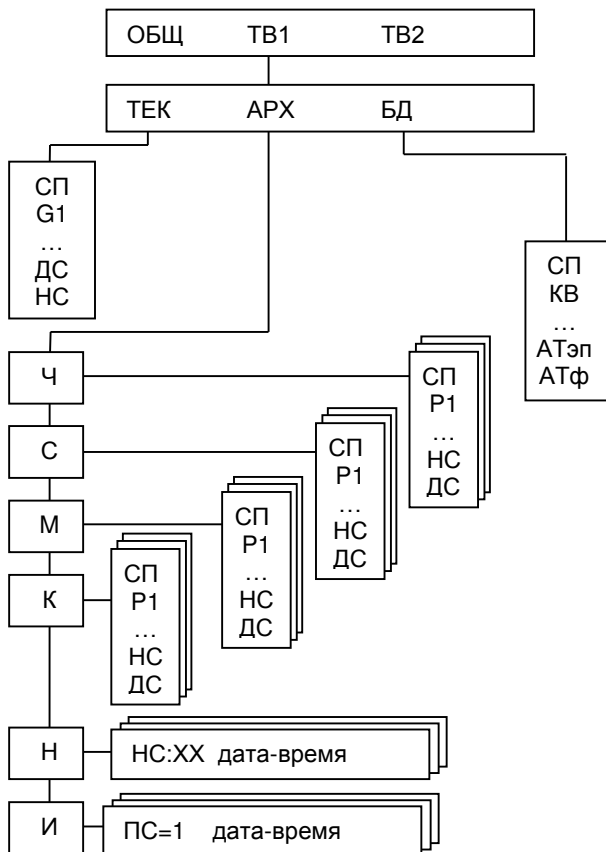 ОБЩ ТВ1 ТВ2
ТЕК АРХ БД
СП
G1
…
ДС
НС
СП
КВ
…
АТэп
АТф
Ч
СП
Р1
…
НС
ДС
С
СП
Р1
…
НС
ДС
М
СП
Р1
…
НС
ДС
К
СП
Р1
…
НС
ДС
Н
НС:ХХ дата-время
И
ПС=1 дата-время